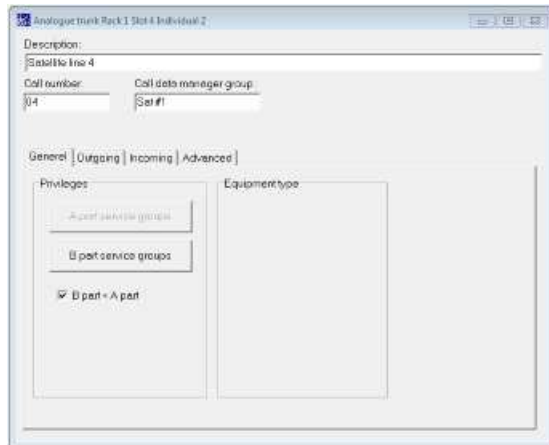 Analogue trunk Rack 1 Slot 4 Individual 2
Description:
Satellite line 4
Call number: Call data manager group:
04 Sat#1
General Outgoing Incoming Advanced
Privileges Equipment type
A part service groups
B part service groups
B part = A part